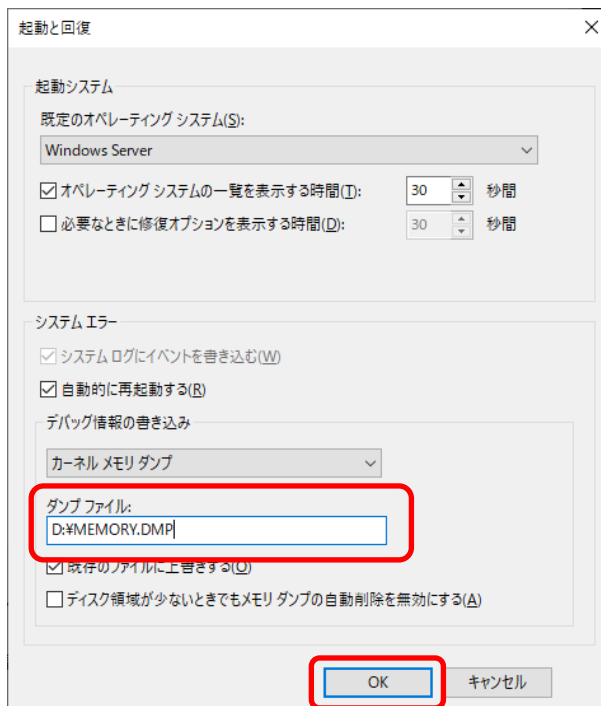 起動と回復
起動システム
既定のオペレーティング システム(S):
Windows Server
オペレーティング システムの一覧を表示する時間(T): 30 秒間
必要なときに修復オプションを表示する時間(D): 30 秒間
システム エラー
システム ログにイベントを書き込む(W)
自動的に再起動する(R)
デバッグ情報の書き込み
カーネル メモリ ダンプ
ダンプ ファイル:
D:¥MEMORY.DMP
既存のファイルに上書きする(O)
ディスク領域が少ないときでもメモリ ダンプの自動削除を無効にする(A)
OK キャンセル